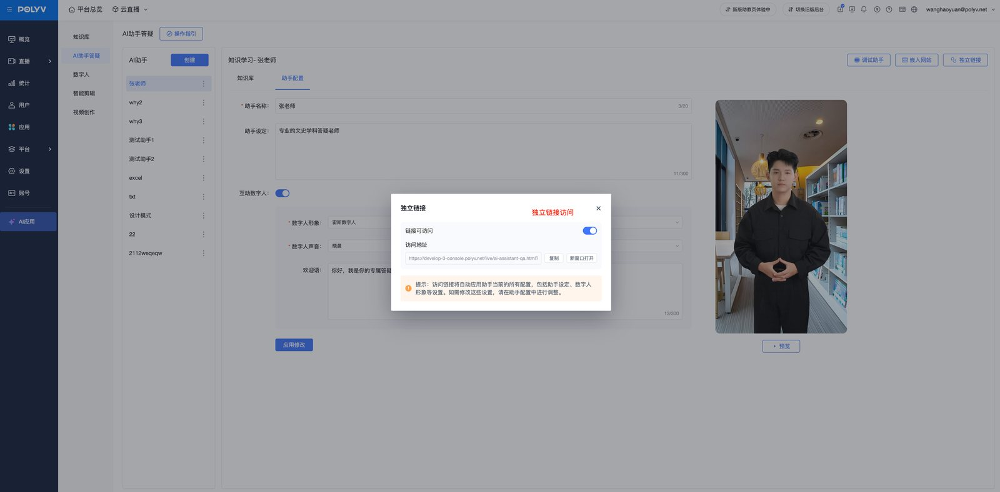 POLYV
平台总览
云直播
新版助教页体验中
切换旧版后台
wanghaoyuan@polyv.net
概览
直播
统计
用户
应用
平台
设置
账号
AI应用
知识库
AI助手答疑
数字人
智能剪辑
视频创作
AI助手答疑
操作指引
AI助手
创建
张老师
why2
why3
测试助手1
测试助手2
excel
txt
设计模式
22
2112weqeqw
知识学习- 张老师
调试助手
嵌入网站
独立链接
知识库
助手配置
* 助手名称：
张老师
3/20
助手设定：
专业的文史学科答疑老师
11/300
互动数字人：
* 数字人形象：
宙斯数字人
* 数字人声音：
晓晨
欢迎语：
你好，我是你的专属答疑
13/300
应用修改
预览
独立链接
独立链接访问
链接可访问
访问地址
https://develop-3-console.polyv.net/live/ai-assistant-qa.html?
复制
新窗口打开
提示：访问链接将自动应用助手当前的所有配置，包括助手设定、数字人
形象等设置。如需修改这些设置，请在助手配置中进行调整。